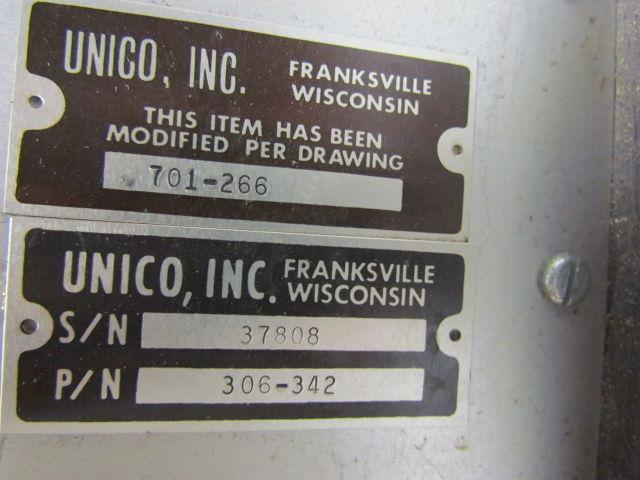 UNICO, INC. FRANKSVILLE
WISCONSIN
THIS ITEM HAS BEEN
MODIFIED PER DRAWING
701-266
UNICO, INC. FRANKSVILLE
WISCONSIN
S/N 37808
P/N 306-342